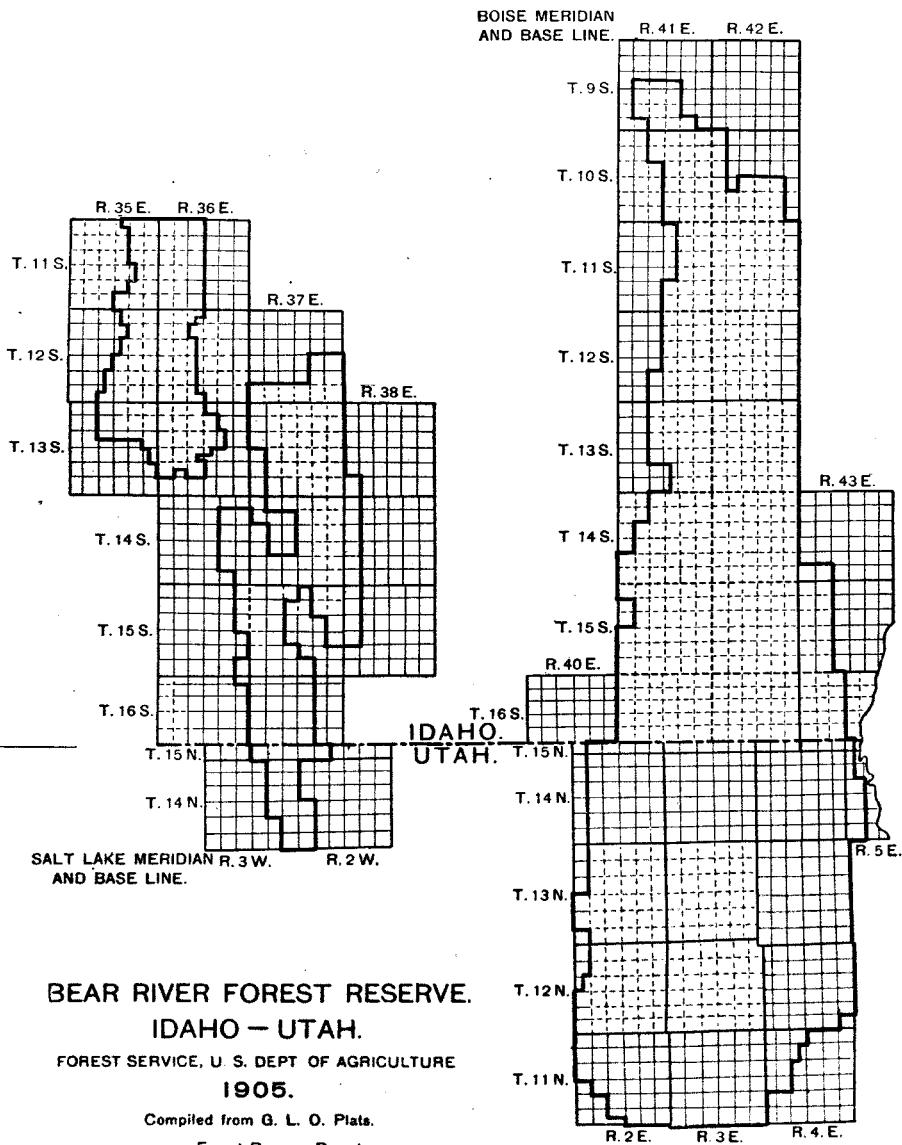 BOISE MERIDIAN
AND BASE LINE.
R. 41 E.
R. 42 E.
T. 9 S.
T. 10 S.
T. 11 S.
T. 12 S.
T. 13 S.
T 14 S.
T. 15 S.
R. 43 E.
R. 40 E.
T. 16 S.
R. 35 E.
R. 36 E.
T. 11 S.
R. 37 E.
T. 12 S.
R. 38 E.
T. 13 S.
T. 14 S.
T. 15 S.
T. 16 S.
IDAHO.
UTAH.
T. 15 N.
T. 14 N.
SALT LAKE MERIDIAN
AND BASE LINE.
R. 3 W.
R. 2 W.
T. 15 N.
T. 14 N.
R. 5 E.
T. 13 N.
T. 12 N.
T. 11 N.
R. 2 E.
R. 3 E.
R. 4. E.
BEAR RIVER FOREST RESERVE.
IDAHO — UTAH.
FOREST SERVICE, U. S. DEPT OF AGRICULTURE
1905.
Compiled from G. L. O. Plats.